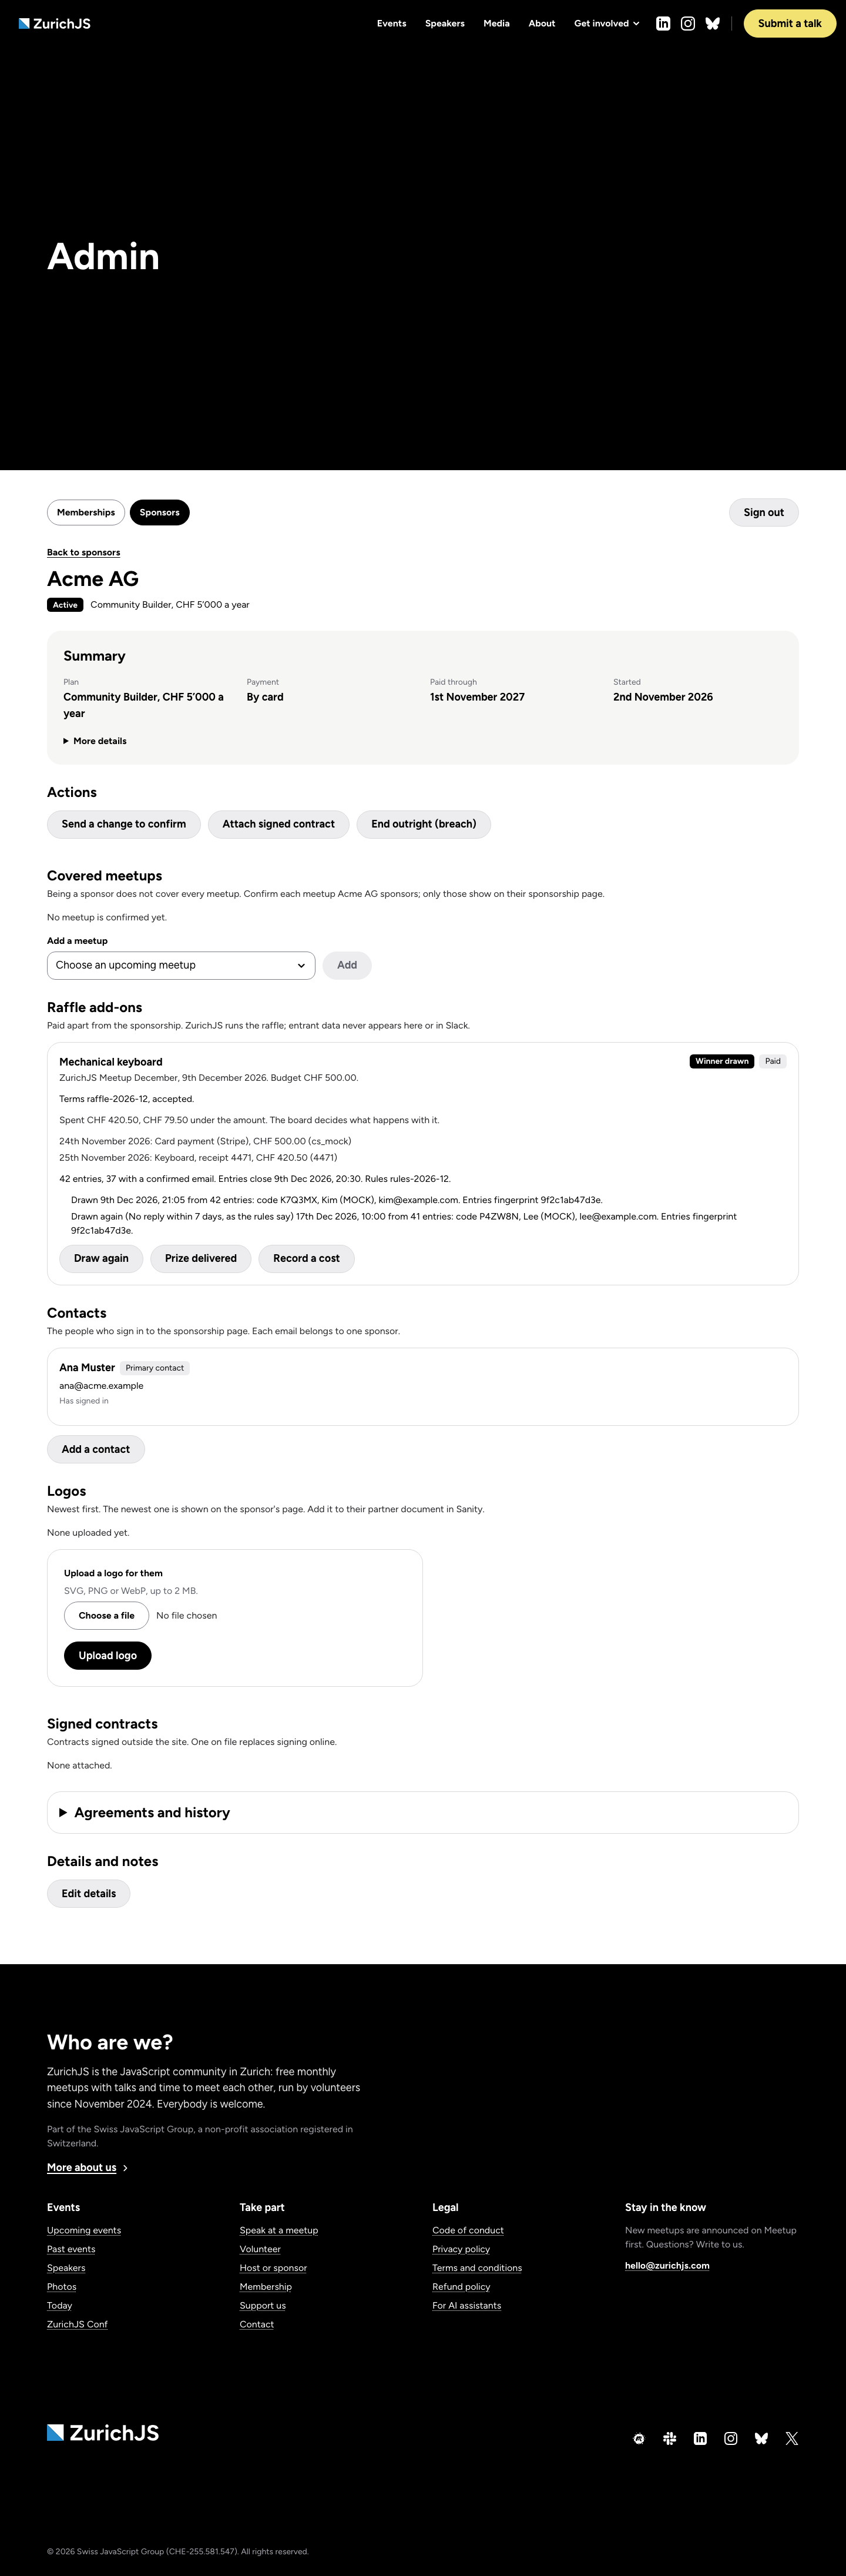 ZurichJS
Events Speakers Media About Get involved
Submit a talk
Admin
Memberships Sponsors
Sign out
Back to sponsors
Acme AG
Active Community Builder, CHF 5’000 a year
Summary
Plan Payment Paid through Started
Community Builder, CHF 5’000 a By card 1st November 2027 2nd November 2026
year
More details
Actions
Send a change to confirm Attach signed contract End outright (breach)
Covered meetups
Being a sponsor does not cover every meetup. Confirm each meetup Acme AG sponsors; only those show on their sponsorship page.
No meetup is confirmed yet.
Add a meetup
Choose an upcoming meetup Add
Raffle add-ons
Paid apart from the sponsorship. ZurichJS runs the raffle; entrant data never appears here or in Slack.
Mechanical keyboard Winner drawn Paid
ZurichJS Meetup December, 9th December 2026. Budget CHF 500.00.
Terms raffle-2026-12, accepted.
Spent CHF 420.50, CHF 79.50 under the amount. The board decides what happens with it.
24th November 2026: Card payment (Stripe), CHF 500.00 (cs_mock)
25th November 2026: Keyboard, receipt 4471, CHF 420.50 (4471)
42 entries, 37 with a confirmed email. Entries close 9th Dec 2026, 20:30. Rules rules-2026-12.
Drawn 9th Dec 2026, 21:05 from 42 entries: code K7Q3MX, Kim (MOCK), kim@example.com. Entries fingerprint 9f2c1ab47d3e.
Drawn again (No reply within 7 days, as the rules say) 17th Dec 2026, 10:00 from 41 entries: code P4ZW8N, Lee (MOCK), lee@example.com. Entries fingerprint
9f2c1ab47d3e.
Draw again Prize delivered Record a cost
Contacts
The people who sign in to the sponsorship page. Each email belongs to one sponsor.
Ana Muster Primary contact
ana@acme.example
Has signed in
Add a contact
Logos
Newest first. The newest one is shown on the sponsor's page. Add it to their partner document in Sanity.
None uploaded yet.
Upload a logo for them
SVG, PNG or WebP, up to 2 MB.
Choose a file No file chosen
Upload logo
Signed contracts
Contracts signed outside the site. One on file replaces signing online.
None attached.
Agreements and history
Details and notes
Edit details
Who are we?
ZurichJS is the JavaScript community in Zurich: free monthly
meetups with talks and time to meet each other, run by volunteers
since November 2024. Everybody is welcome.
Part of the Swiss JavaScript Group, a non-profit association registered in
Switzerland.
More about us
Events
Upcoming events
Past events
Speakers
Photos
Today
ZurichJS Conf
Take part
Speak at a meetup
Volunteer
Host or sponsor
Membership
Support us
Contact
Legal
Code of conduct
Privacy policy
Terms and conditions
Refund policy
For AI assistants
Stay in the know
New meetups are announced on Meetup
first. Questions? Write to us.
hello@zurichjs.com
ZurichJS
© 2026 Swiss JavaScript Group (CHE-255.581.547). All rights reserved.